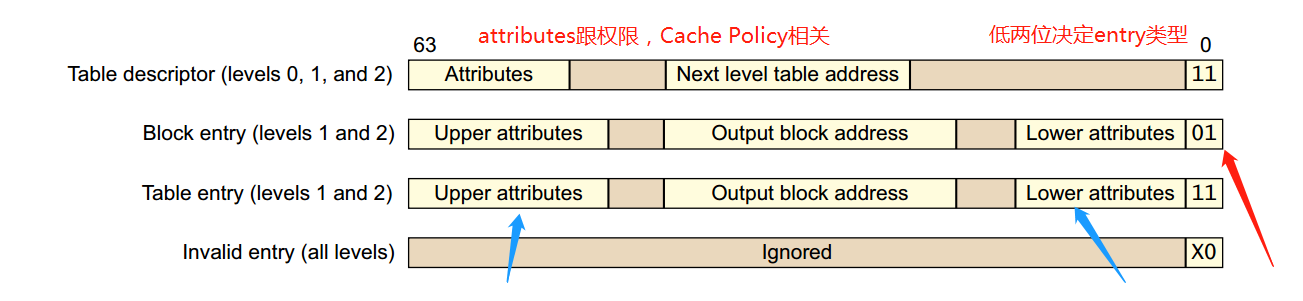 attributes跟权限，Cache Policy相关
低两位决定entry类型
63
0
Table descriptor (levels 0, 1, and 2)
Attributes
Next level table address
11
Block entry (levels 1 and 2)
Upper attributes
Output block address
Lower attributes
01
Table entry (levels 1 and 2)
Upper attributes
Output block address
Lower attributes
11
Invalid entry (all levels)
Ignored
X0